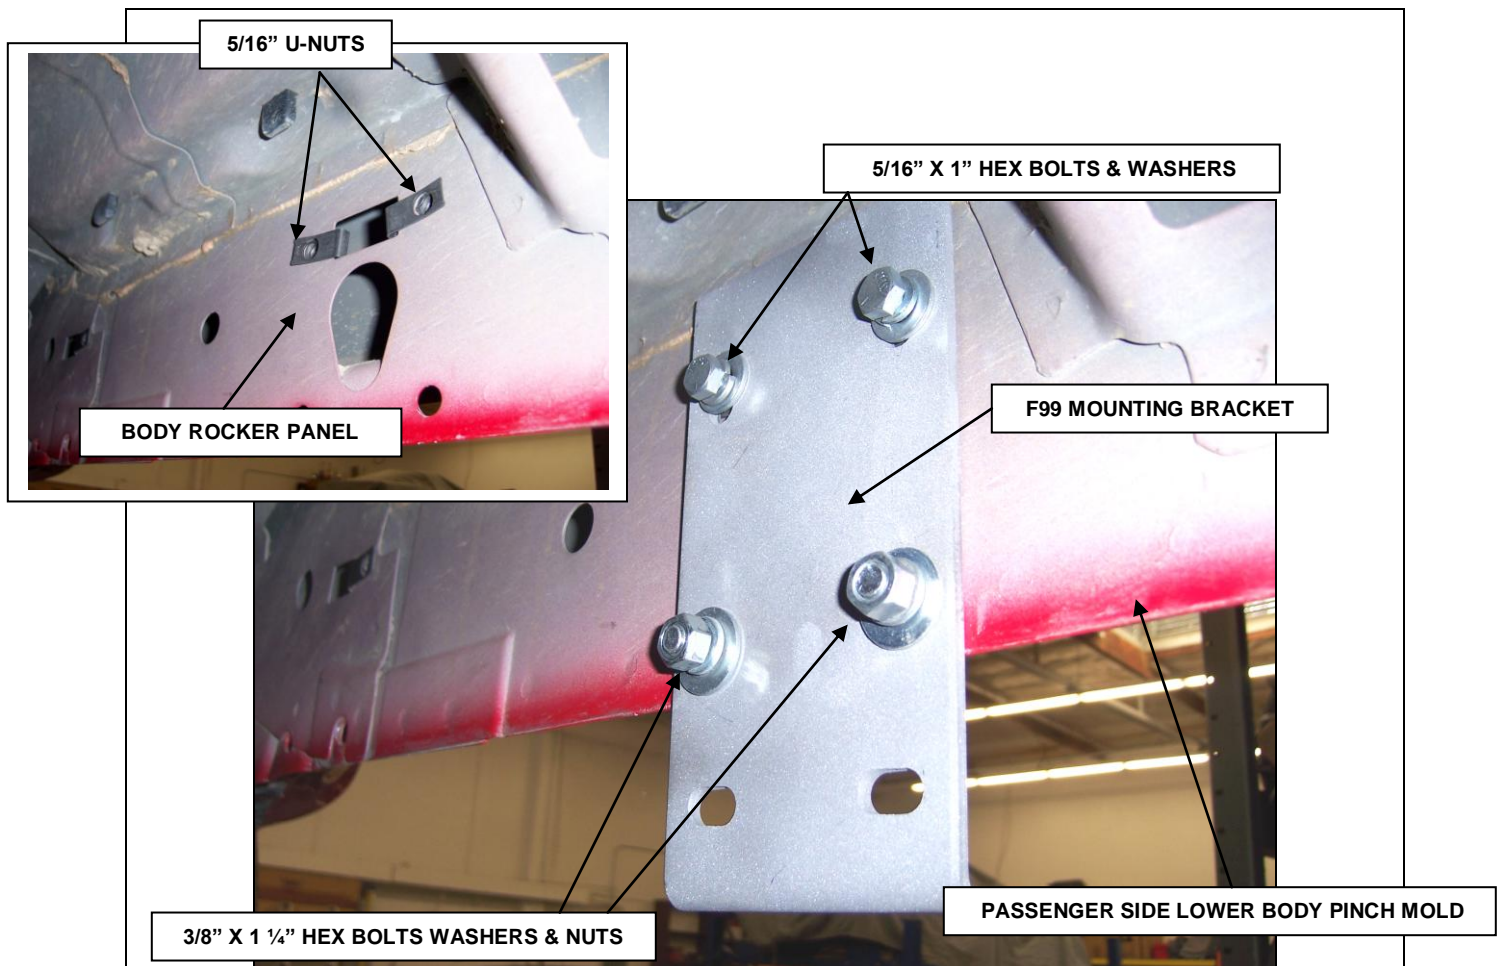 5/16” U-NUTS
5/16” X 1” HEX BOLTS & WASHERS
F99 MOUNTING BRACKET
BODY ROCKER PANEL
PASSENGER SIDE LOWER BODY PINCH MOLD
3/8” X 1 ¼” HEX BOLTS WASHERS & NUTS